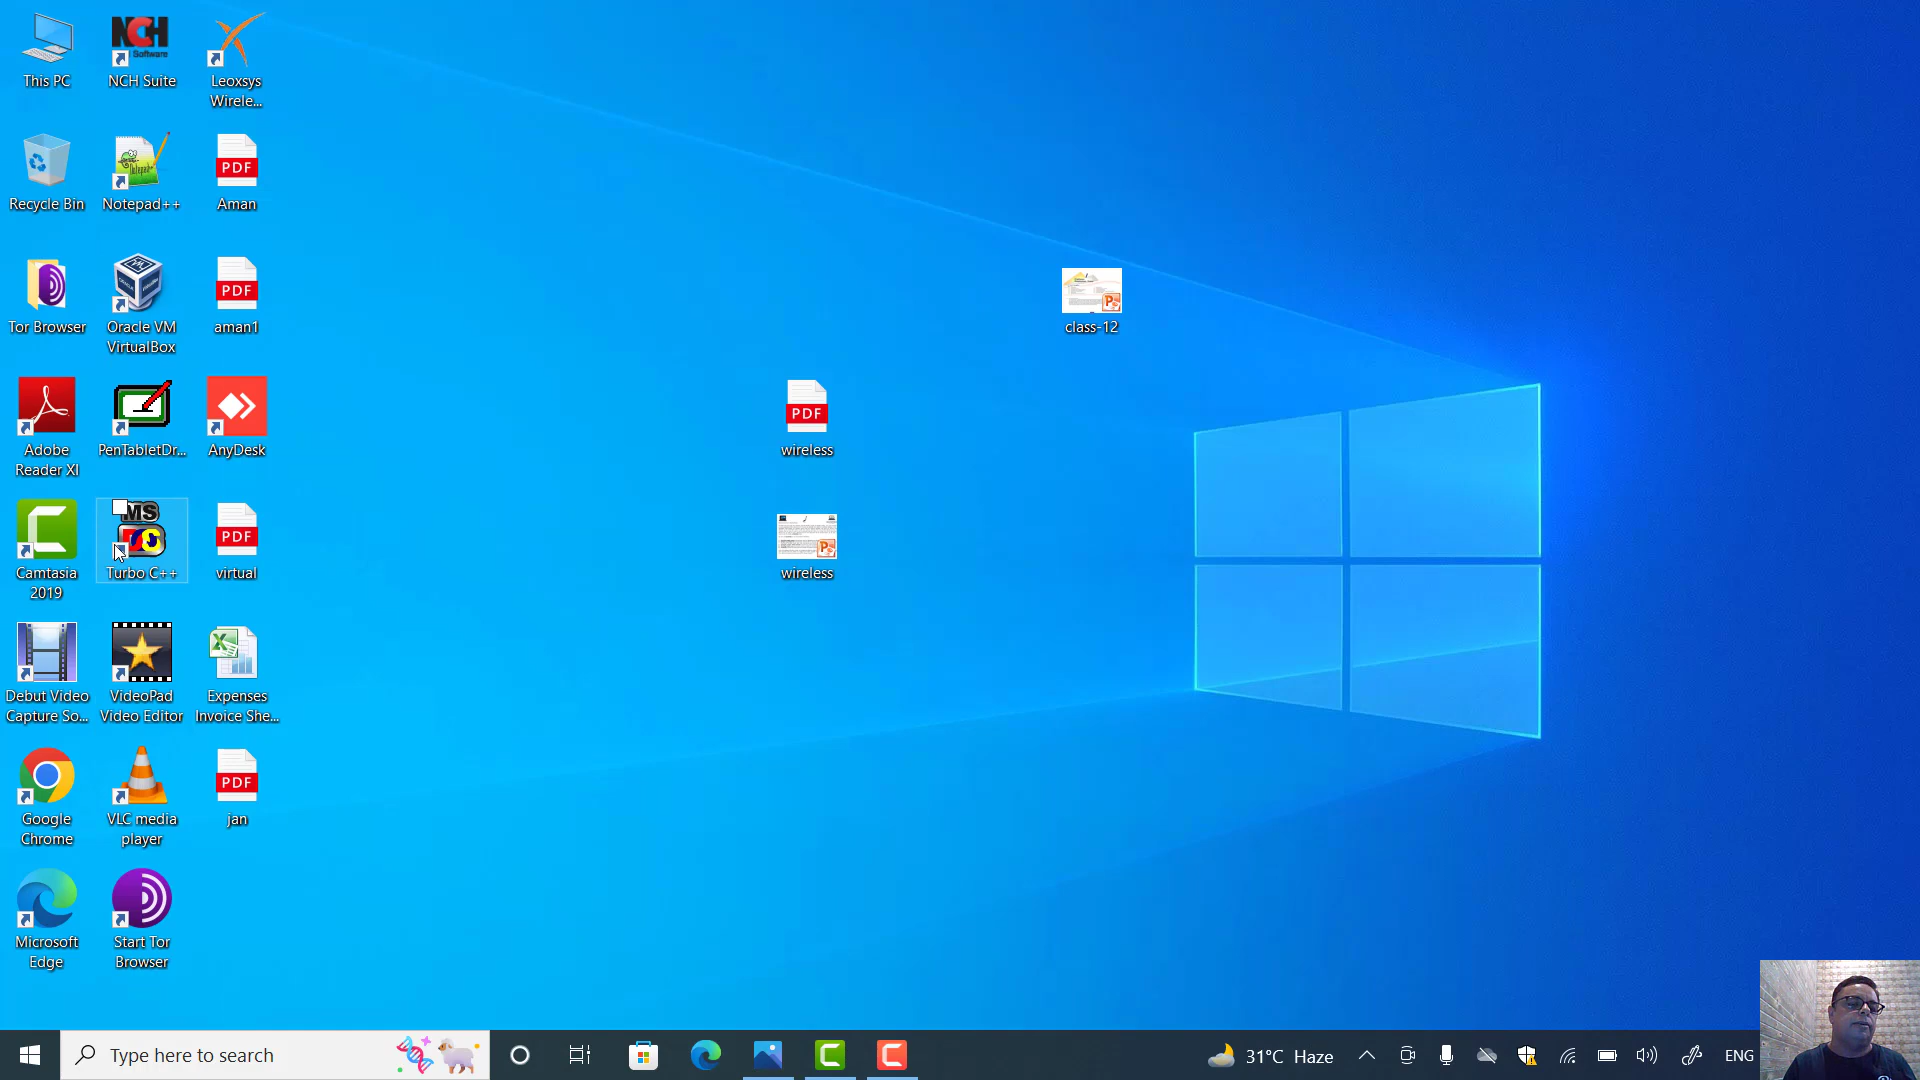 This PC
NCH
Software
NCH Suite
Leoxsys
Wirele...
Recycle Bin
Notepad++
PDF
Aman
Tor Browser
Oracle VM
VirtualBox
PDF
aman1
class-12
Adobe
Reader XI
PenTabletDr...
AnyDesk
PDF
wireless
Camtasia
2019
MS
Turbo C++
PDF
virtual
wireless
Debut Video
Capture So...
VideoPad
Video Editor
Expenses
Invoice She...
Google
Chrome
VLC media
player
PDF
jan
Microsoft
Edge
Start Tor
Browser
Type here to search
31°C Haze
ENG